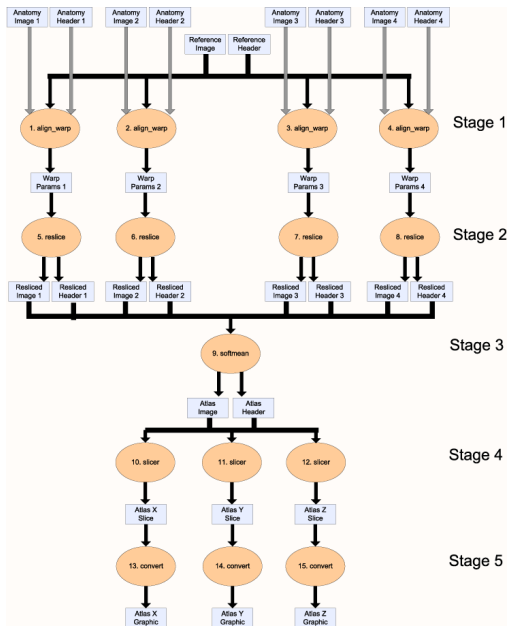 Anatomy Image 1
Anatomy Header 1
Anatomy Image 2
Anatomy Header 2
Anatomy Image 3
Anatomy Header 3
Anatomy Image 4
Anatomy Header 4
Reference Image
Reference Header
1. align_warp
2. align_warp
3. align_warp
4. align_warp
Stage 1
Warp Params 1
Warp Params 2
Warp Params 3
Warp Params 4
5. reslice
6. reslice
7. reslice
8. reslice
Stage 2
Resliced Image 1
Resliced Header 1
Resliced Image 2
Resliced Header 2
Resliced Image 3
Resliced Header 3
Resliced Image 4
Resliced Header 4
9. softmean
Stage 3
Atlas Image
Atlas Header
10. slicer
11. slicer
12. slicer
Stage 4
Atlas X Slice
Atlas Y Slice
Atlas Z Slice
13. convert
14. convert
15. convert
Stage 5
Atlas X Graphic
Atlas Y Graphic
Atlas Z Graphic